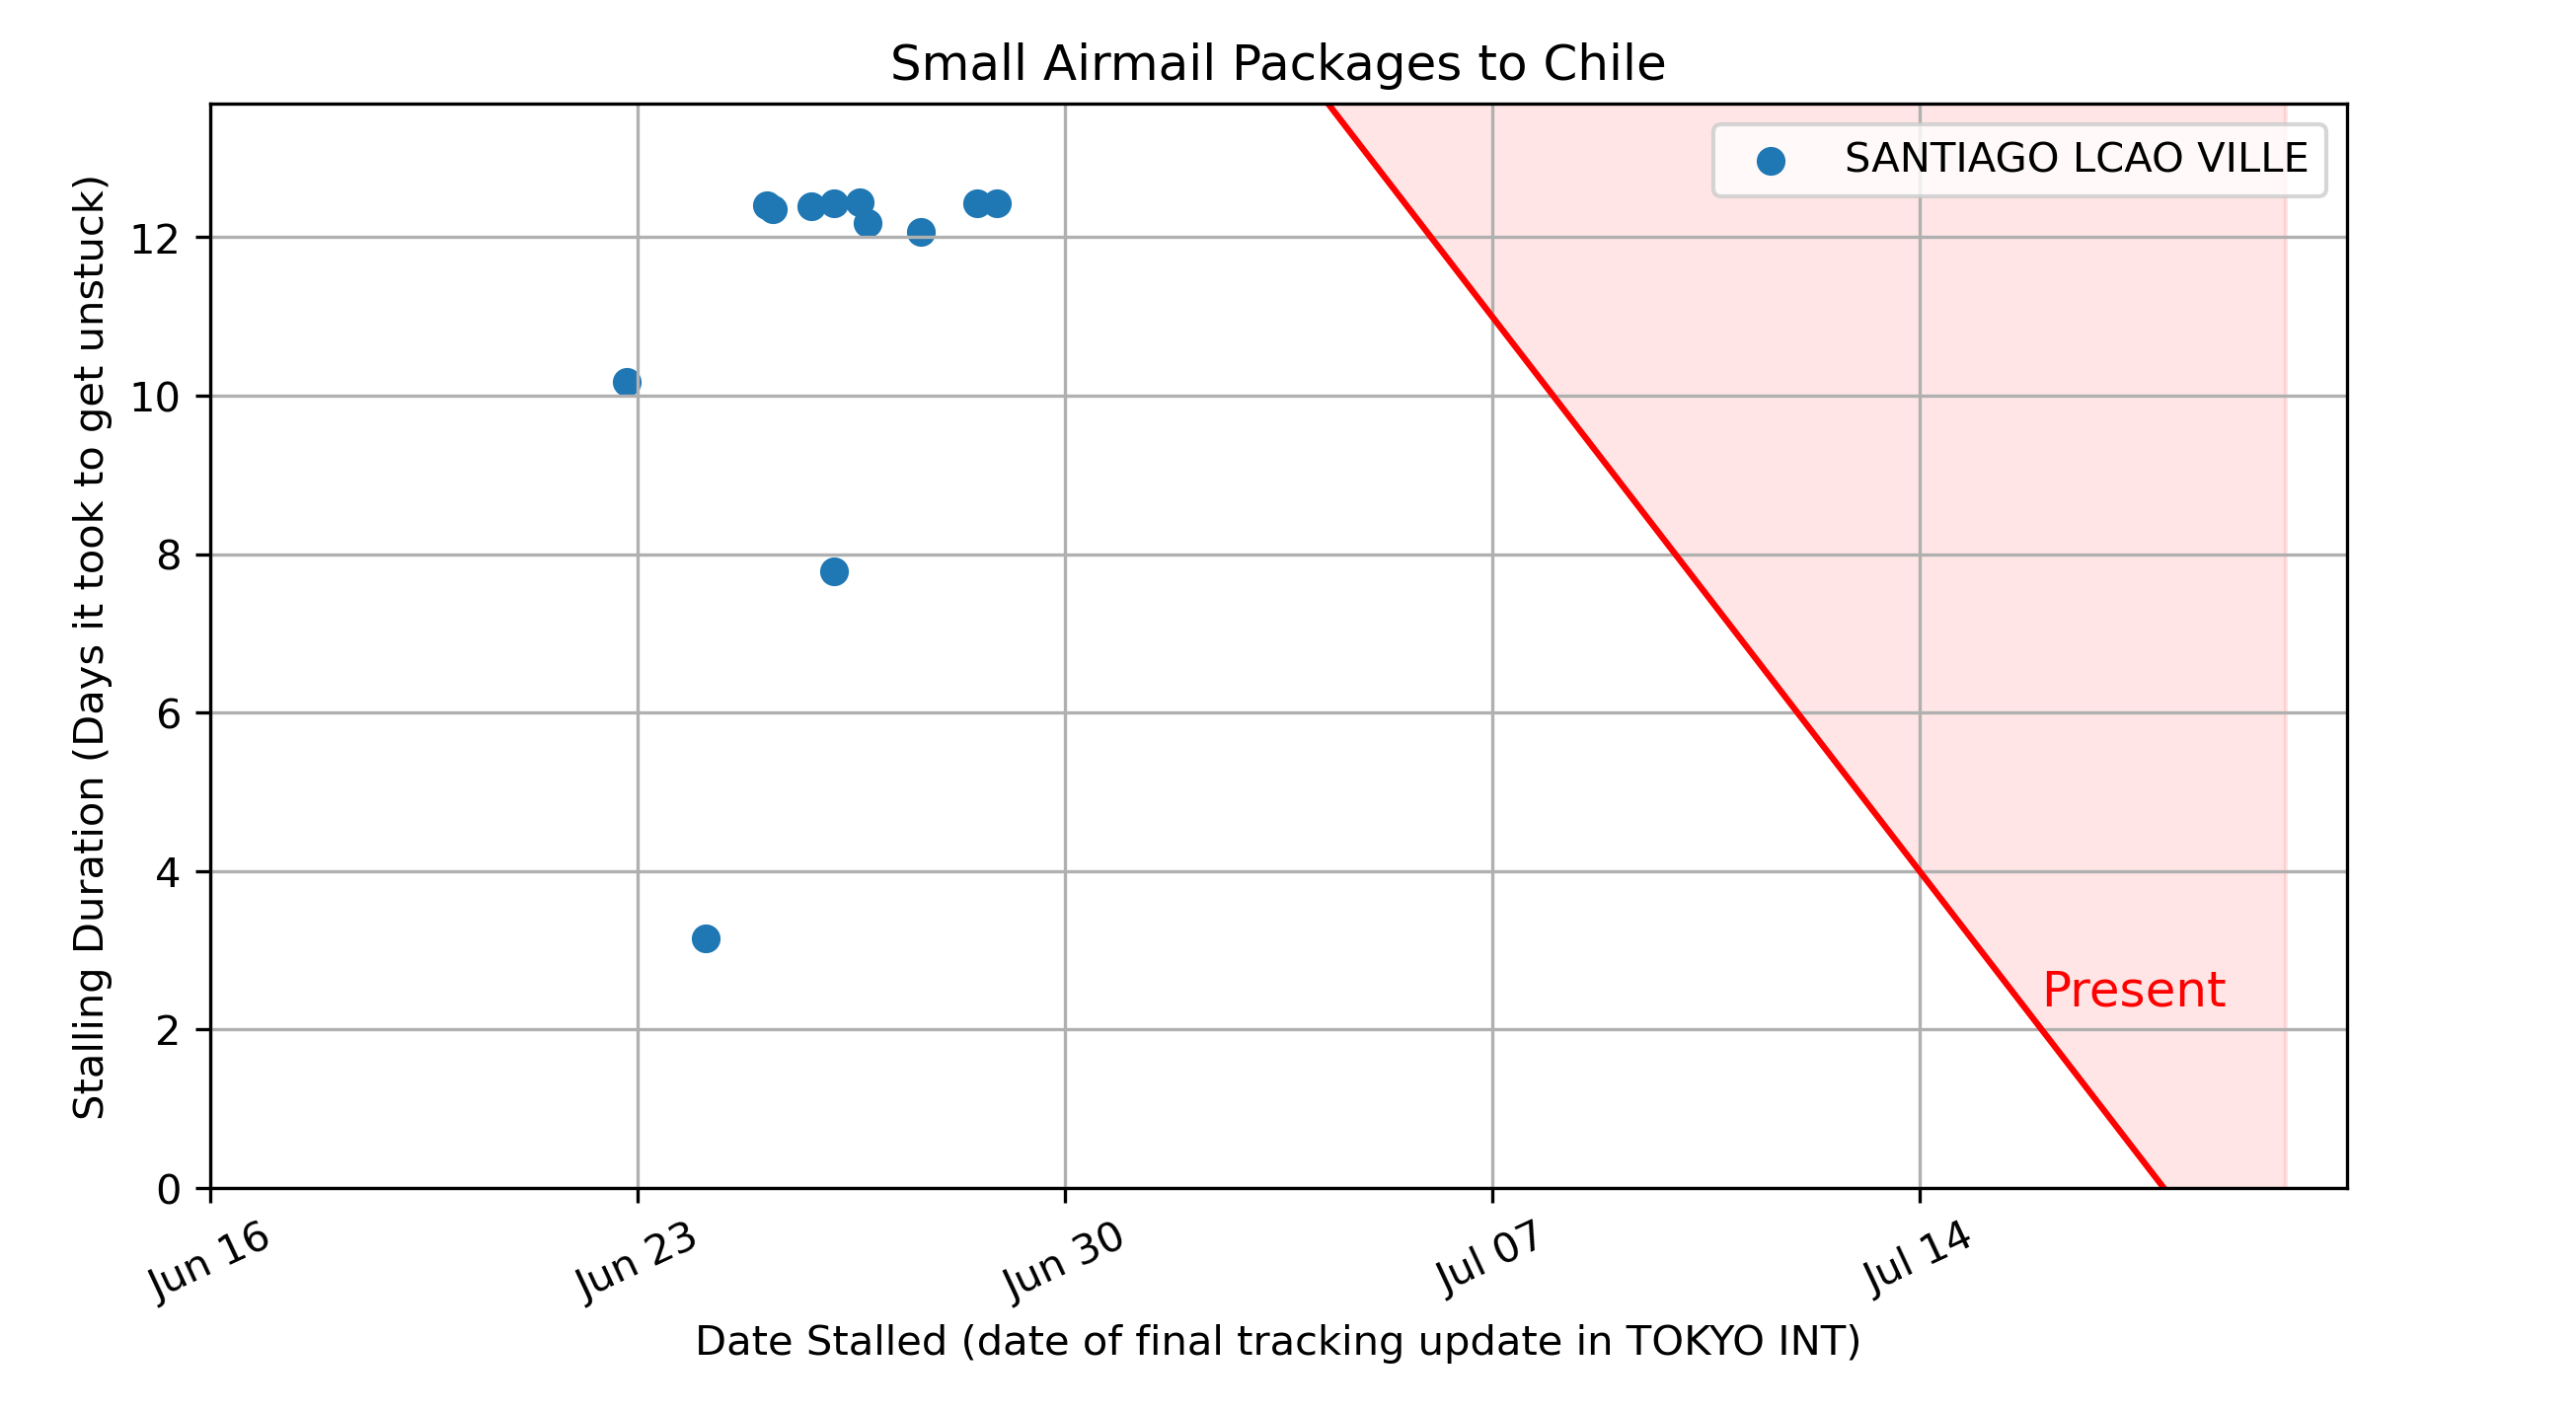 Small Airmail Packages to Chile
SANTIAGO LCAO VILLE
Stalling Duration (Days it took to get unstuck)
12
10
8
6
4
2
0
Present
Jun 16
Jun 23
Jun 30
Jul 07
Jul 14
Date Stalled (date of final tracking update in TOKYO INT)